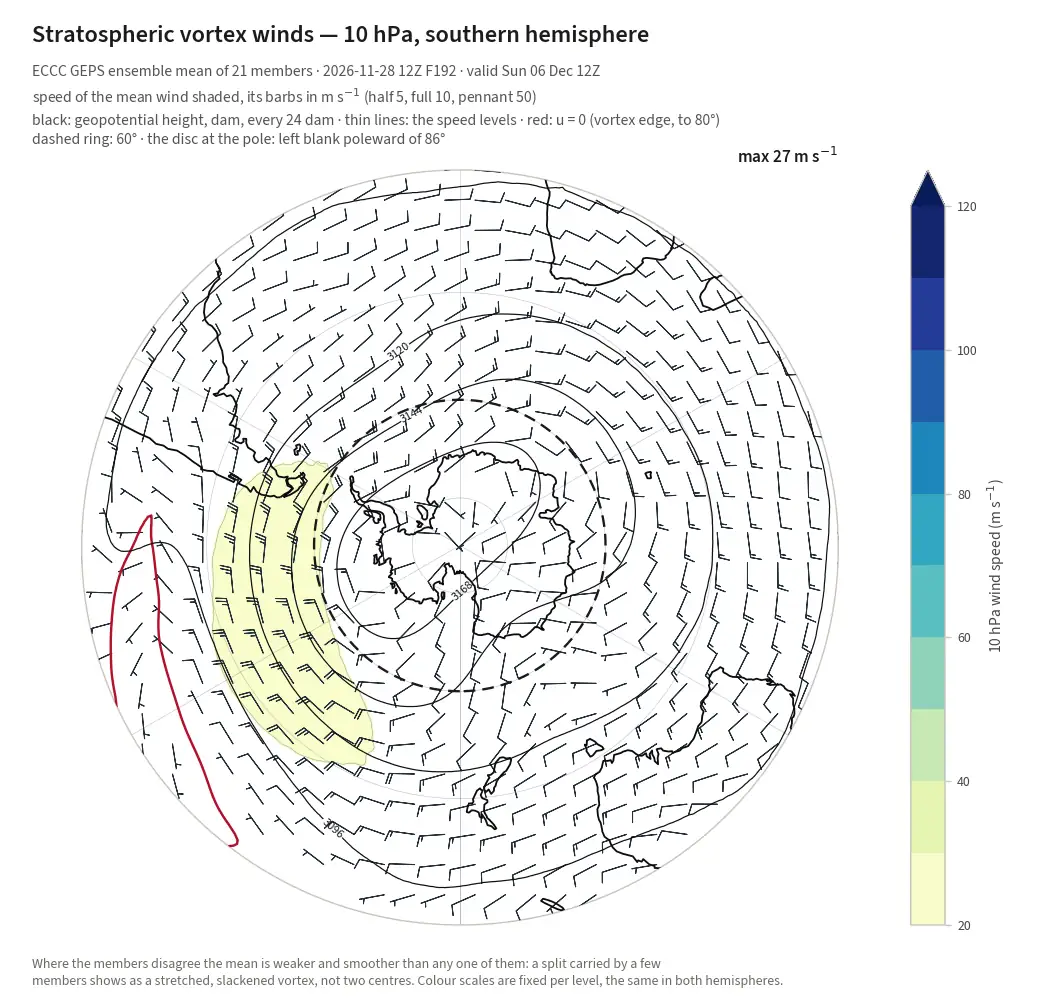 Stratospheric vortex winds — 10 hPa, southern hemisphere
ECCC GEPS ensemble mean of 21 members · 2026-11-28 12Z F192 · valid Sun 06 Dec 12Z
speed of the mean wind shaded, its barbs in m s⁻¹ (half 5, full 10, pennant 50)
black: geopotential height, dam, every 24 dam · thin lines: the speed levels · red: u = 0 (vortex edge, to 80°)
dashed ring: 60° · the disc at the pole: left blank poleward of 86°
max 27 m s⁻¹
120
100
80
60
40
20
10 hPa wind speed (m s⁻¹)
3120
3144
3168
3096
Where the members disagree the mean is weaker and smoother than any one of them: a split carried by a few
members shows as a stretched, slackened vortex, not two centres. Colour scales are fixed per level, the same in both hemispheres.